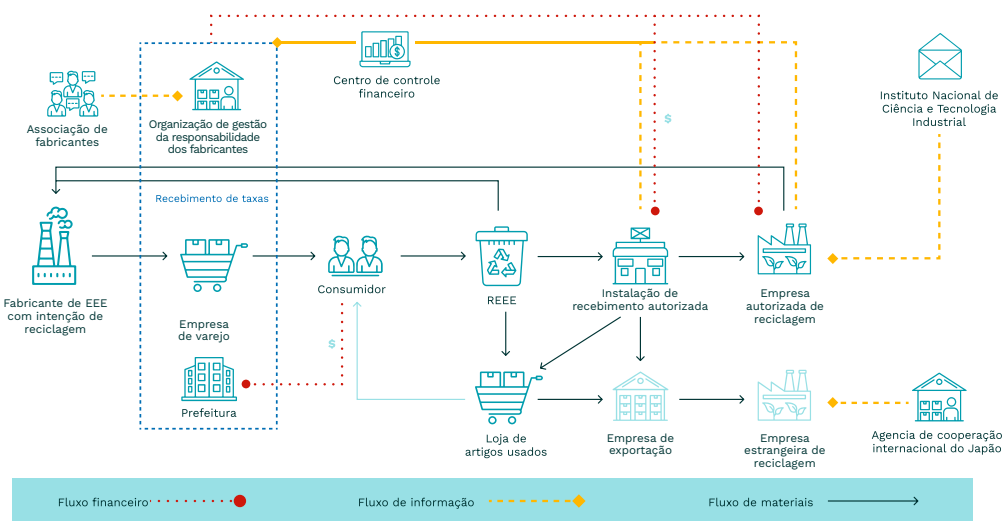 Centro de controle
financeiro
Associação de
fabricantes
Organização de gestão
da responsabilidade
dos fabricantes
Instituto Nacional de
Ciência e Tecnologia
Industrial
$
Recebimento de taxas
Fabricante de EEE
com intenção de
reciclagem
Empresa
de varejo
Consumidor
REEE
Instalação de
recebimento autorizada
Empresa
autorizada de
reciclagem
$
Prefeitura
Loja de
artigos usados
Empresa de
exportação
Empresa
estrangeira de
reciclagem
Agencia de cooperação
internacional do Japão
Fluxo financeiro
Fluxo de informação
Fluxo de materiais